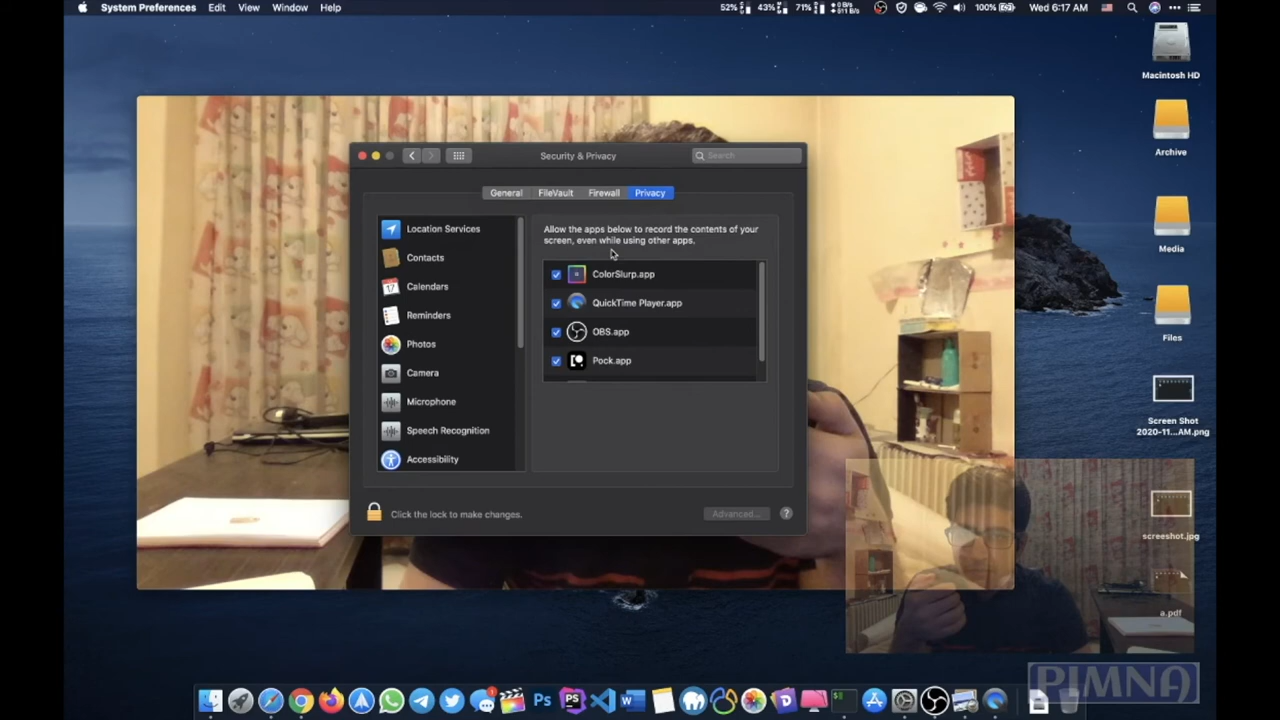 System Preferences Edit View Window Help
52% 43% 71% 100% Wed 6:17 AM
Macintosh HD
Archive
Media
Files
Screen Shot
2020-11...AM.png
screeshot.jpg
a.pdf
Security & Privacy
Search
General FileVault Firewall Privacy
Location Services
Contacts
Calendars
Reminders
Photos
Camera
Microphone
Speech Recognition
Accessibility
Allow the apps below to record the contents of your
screen, even while using other apps.
ColorSlurp.app
QuickTime Player.app
OBS.app
Pock.app
Click the lock to make changes.
Advanced...
?
Ps PS W
PIMNA